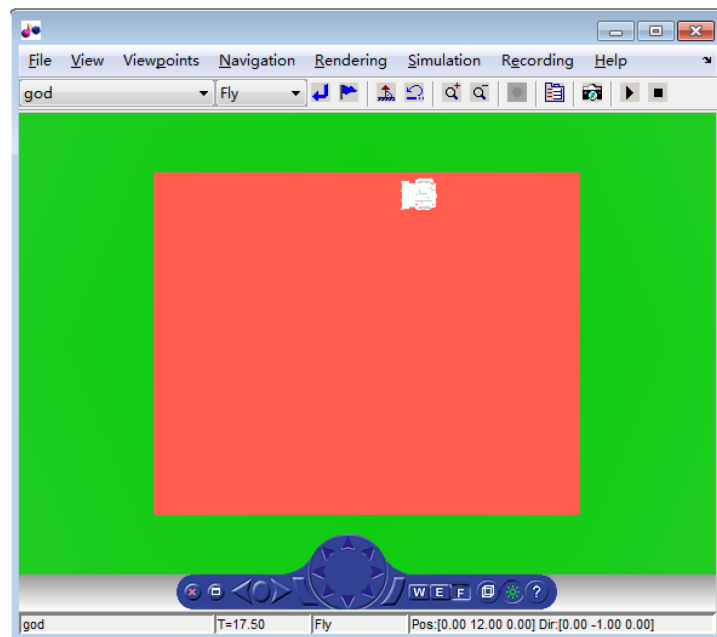 File View Viewpoints Navigation Rendering Simulation Recording Help
god Fly
W E F ?
god T=17.50 Fly Pos:[0.00 12.00 0.00] Dir:[0.00 -1.00 0.00]